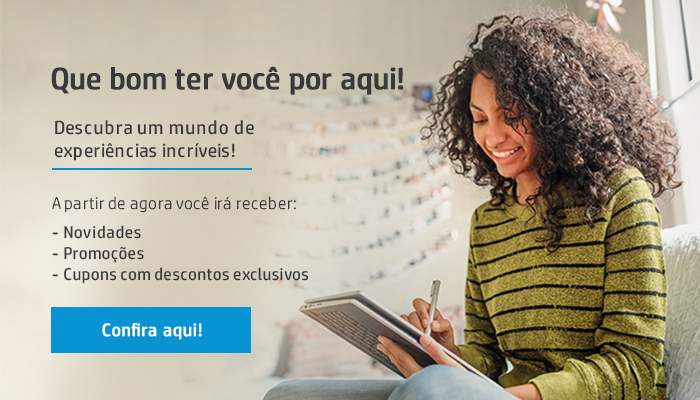 Que bom ter você por aqui!
Descubra um mundo de
experiências incríveis!
A partir de agora você irá receber:
- Novidades
- Promoções
- Cupons com descontos exclusivos
Confira aqui!